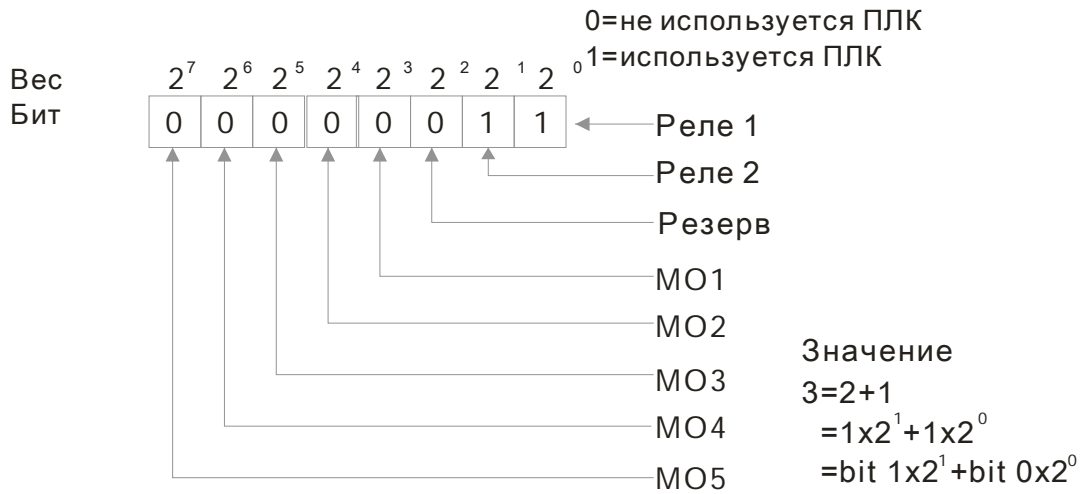 0=не используется ПЛК
1=используется ПЛК
Вес 2⁷ 2⁶ 2⁵ 2⁴ 2³ 2² 2¹ 2⁰
Бит 0 0 0 0 0 0 1 1
Реле 1
Реле 2
Резерв
MO1
MO2
MO3
MO4
MO5
Значение
3=2+1
=1x2¹+1x2⁰
=bit 1x2¹+bit 0x2⁰